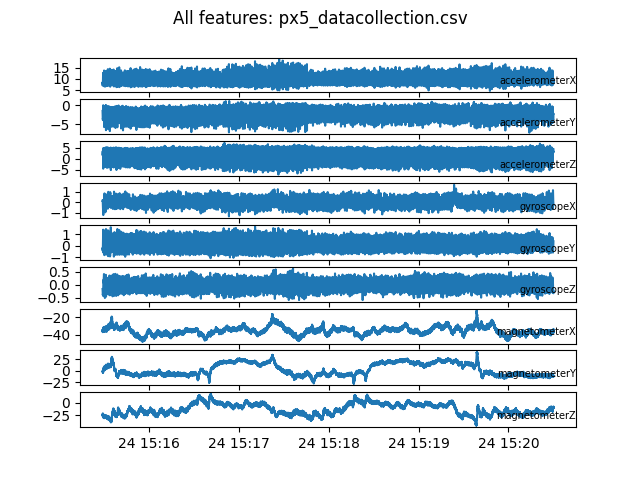 All features: px5_datacollection.csv
15
10
5
accelerometerX
0
−5
accelerometerY
5
0
−5
accelerometerZ
1
0
−1
gyroscopeX
1
0
−1
gyroscopeY
0.5
0.0
−0.5
gyroscopeZ
−20
−40
magnetometerX
25
0
−25
magnetometerY
0
−25
magnetometerZ
24 15:16 24 15:17 24 15:18 24 15:19 24 15:20